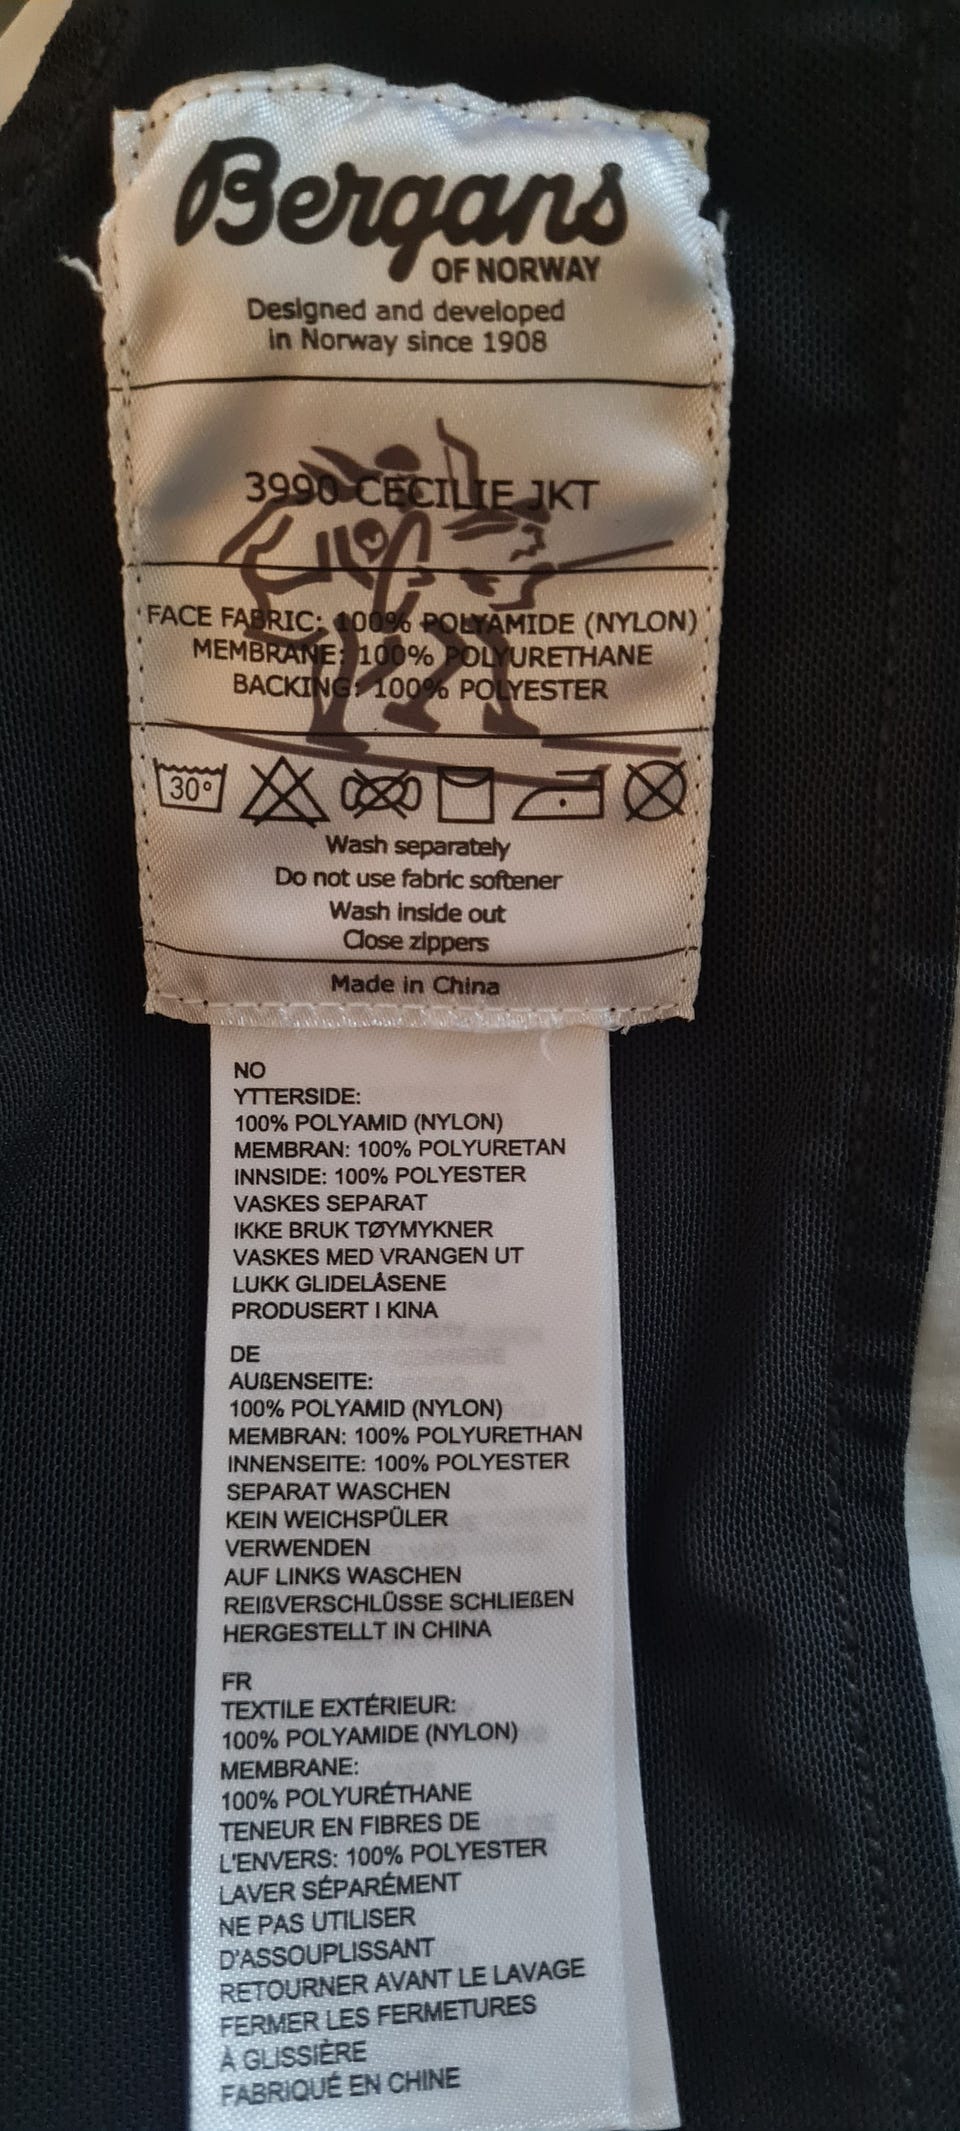 Bergans
OF NORWAY
Designed and developed
in Norway since 1908
3990 CECILIE JKT
FACE FABRIC: 100% POLYAMIDE (NYLON)
MEMBRANE: 100% POLYURETHANE
BACKING: 100% POLYESTER
30°
Wash separately
Do not use fabric softener
Wash inside out
Close zippers
Made in China
NO
YTTERSIDE:
100% POLYAMID (NYLON)
MEMBRAN: 100% POLYURETAN
INNSIDE: 100% POLYESTER
VASKES SEPARAT
IKKE BRUK TØYMYKNER
VASKES MED VRANGEN UT
LUKK GLIDELÅSENE
PRODUSERT I KINA
DE
AUßENSEITE:
100% POLYAMID (NYLON)
MEMBRAN: 100% POLYURETHAN
INNENSEITE: 100% POLYESTER
SEPARAT WASCHEN
KEIN WEICHSPÜLER
VERWENDEN
AUF LINKS WASCHEN
REIßVERSCHLÜSSE SCHLIEßEN
HERGESTELLT IN CHINA
FR
TEXTILE EXTÉRIEUR:
100% POLYAMIDE (NYLON)
MEMBRANE:
100% POLYURÉTHANE
TENEUR EN FIBRES DE
L'ENVERS: 100% POLYESTER
LAVER SÉPARÉMENT
NE PAS UTILISER
D'ASSOUPLISSANT
RETOURNER AVANT LE LAVAGE
FERMER LES FERMETURES
À GLISSIÈRE
FABRIQUÉ EN CHINE